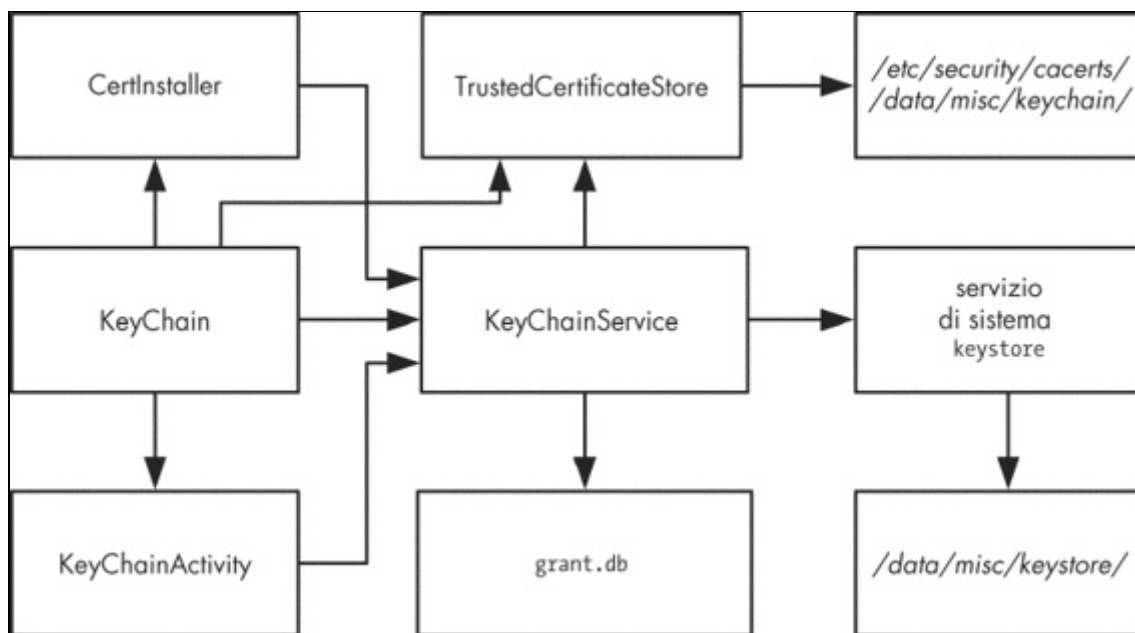 CertInstaller
TrustedCertificateStore
/etc/security/cacerts/
/data/misc/keychain/
KeyChain
KeyChainService
servizio
di sistema
keystore
KeyChainActivity
grant.db
/data/misc/keystore/